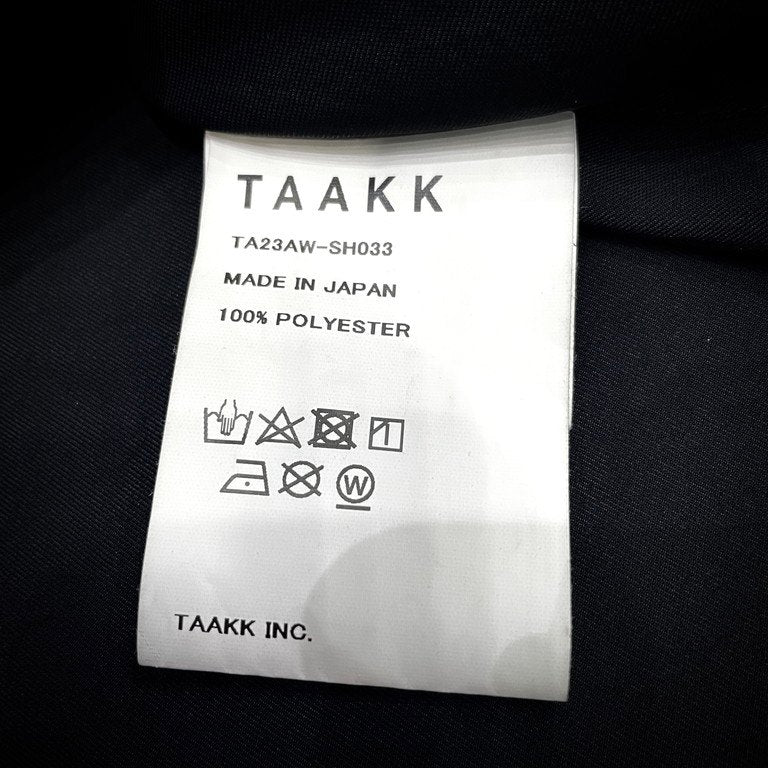 TAAKK
TA23AW-SH033
MADE IN JAPAN
100% POLYESTER
W
TAAKK INC.